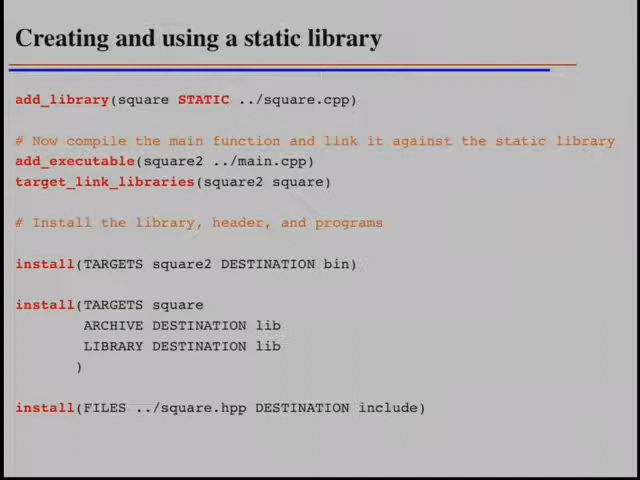 Creating and using a static library
add_library(square STATIC ../square.cpp)
# Now compile the main function and link it against the static library
add_executable(square2 ../main.cpp)
target_link_libraries(square2 square)
# Install the library, header, and programs
install(TARGETS square2 DESTINATION bin)
install(TARGETS square
ARCHIVE DESTINATION lib
LIBRARY DESTINATION lib
)
install(FILES ../square.hpp DESTINATION include)